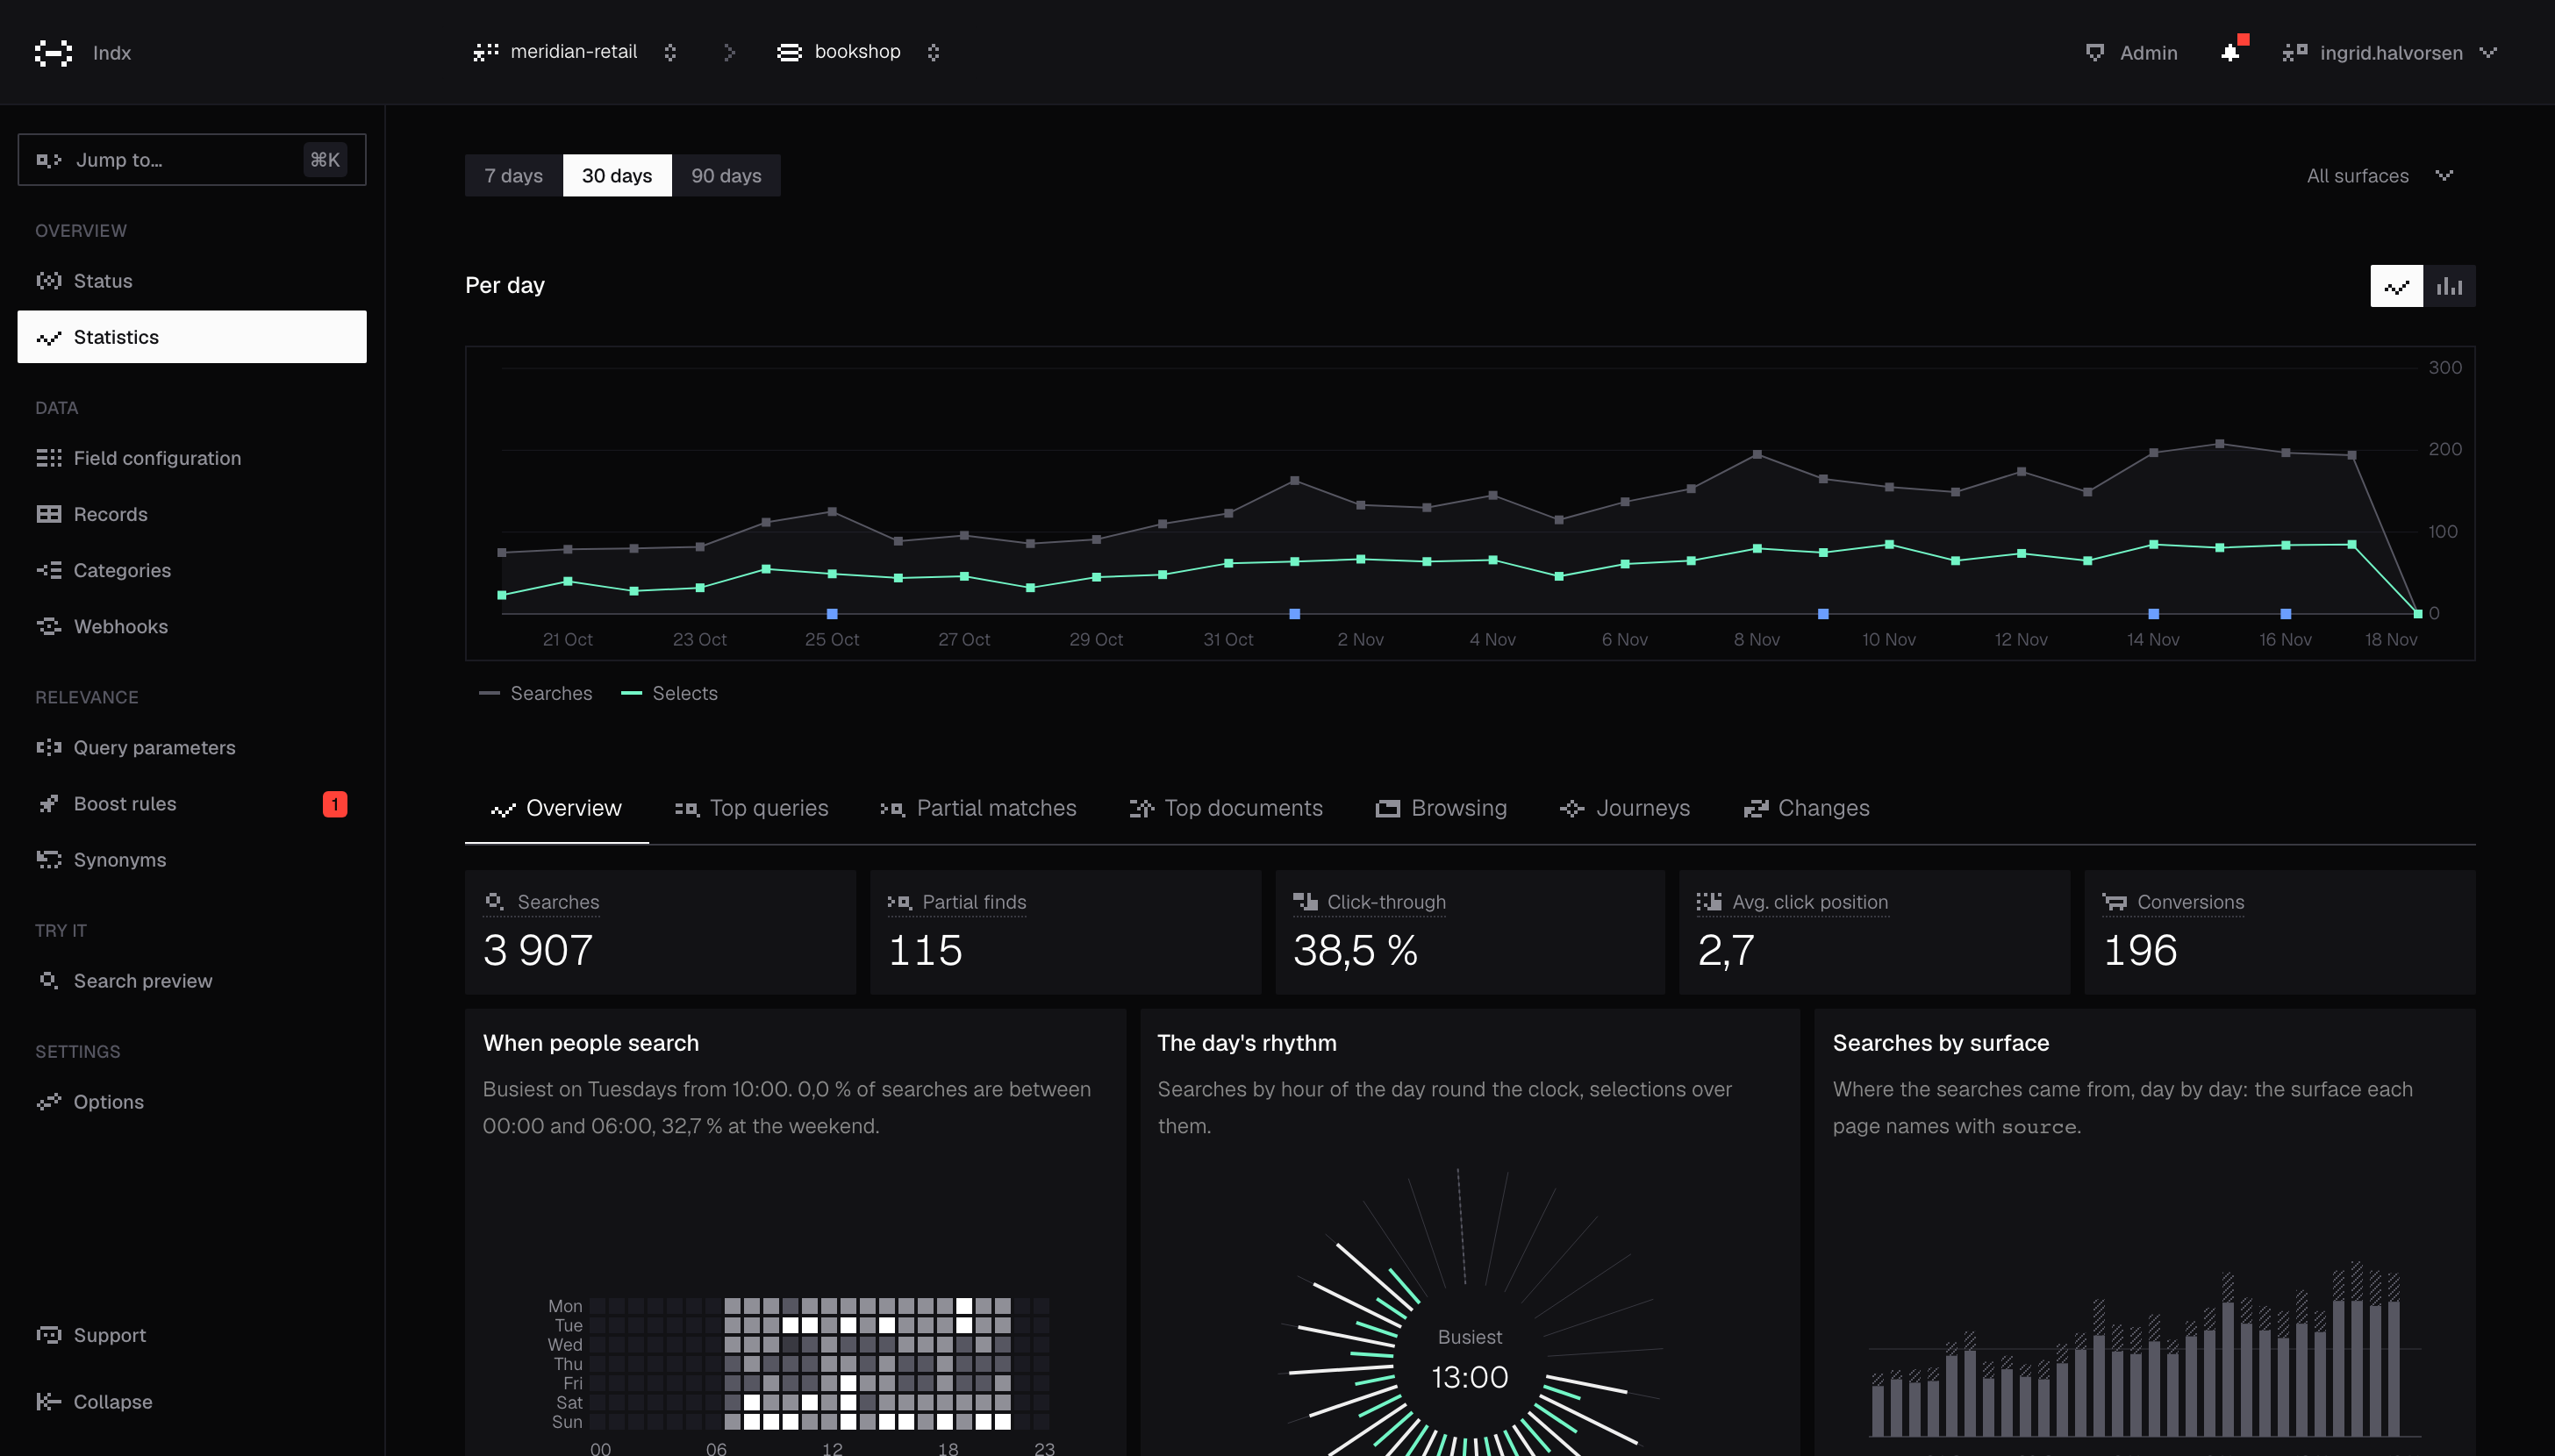 Indx
meridian-retail
bookshop
Admin
ingrid.halvorsen
Jump to...
⌘K
OVERVIEW
Status
Statistics
DATA
Field configuration
Records
Categories
Webhooks
RELEVANCE
Query parameters
Boost rules
1
Synonyms
TRY IT
Search preview
SETTINGS
Options
Support
Collapse
7 days
30 days
90 days
All surfaces
Per day
300
200
100
0
21 Oct
23 Oct
25 Oct
27 Oct
29 Oct
31 Oct
2 Nov
4 Nov
6 Nov
8 Nov
10 Nov
12 Nov
14 Nov
16 Nov
18 Nov
Searches
Selects
Overview
Top queries
Partial matches
Top documents
Browsing
Journeys
Changes
Searches
3 907
Partial finds
115
Click-through
38,5 %
Avg. click position
2,7
Conversions
196
When people search
Busiest on Tuesdays from 10:00. 0,0 % of searches are between
00:00 and 06:00, 32,7 % at the weekend.
Mon
Tue
Wed
Thu
Fri
Sat
Sun
00
06
12
18
23
The day's rhythm
Searches by hour of the day round the clock, selections over
them.
Busiest
13:00
Searches by surface
Where the searches came from, day by day: the surface each
page names with source.